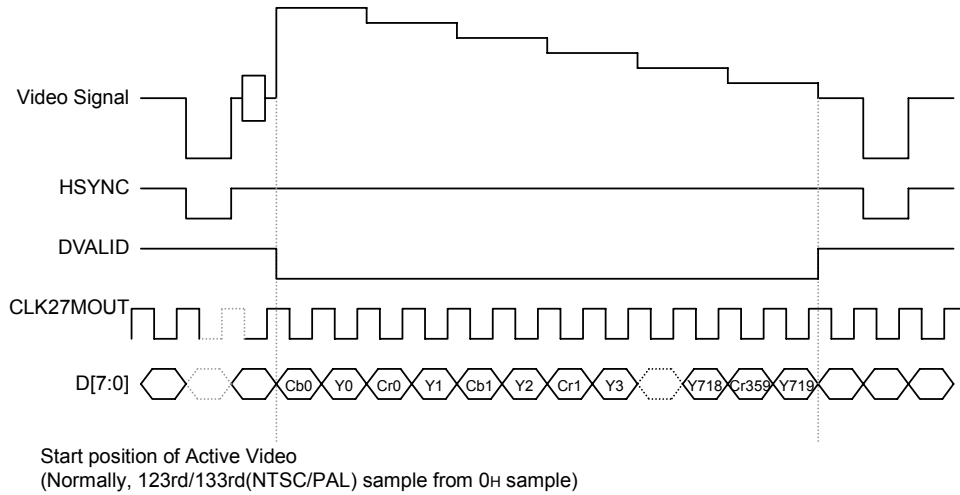 Video Signal
HSYNC
DVALID
CLK27MOUT
D[7:0] Cb0 Y0 Cr0 Y1 Cb1 Y2 Cr1 Y3 Y718 Cr359 Y719
Start position of Active Video
(Normally, 123rd/133rd(NTSC/PAL) sample from 0H sample)